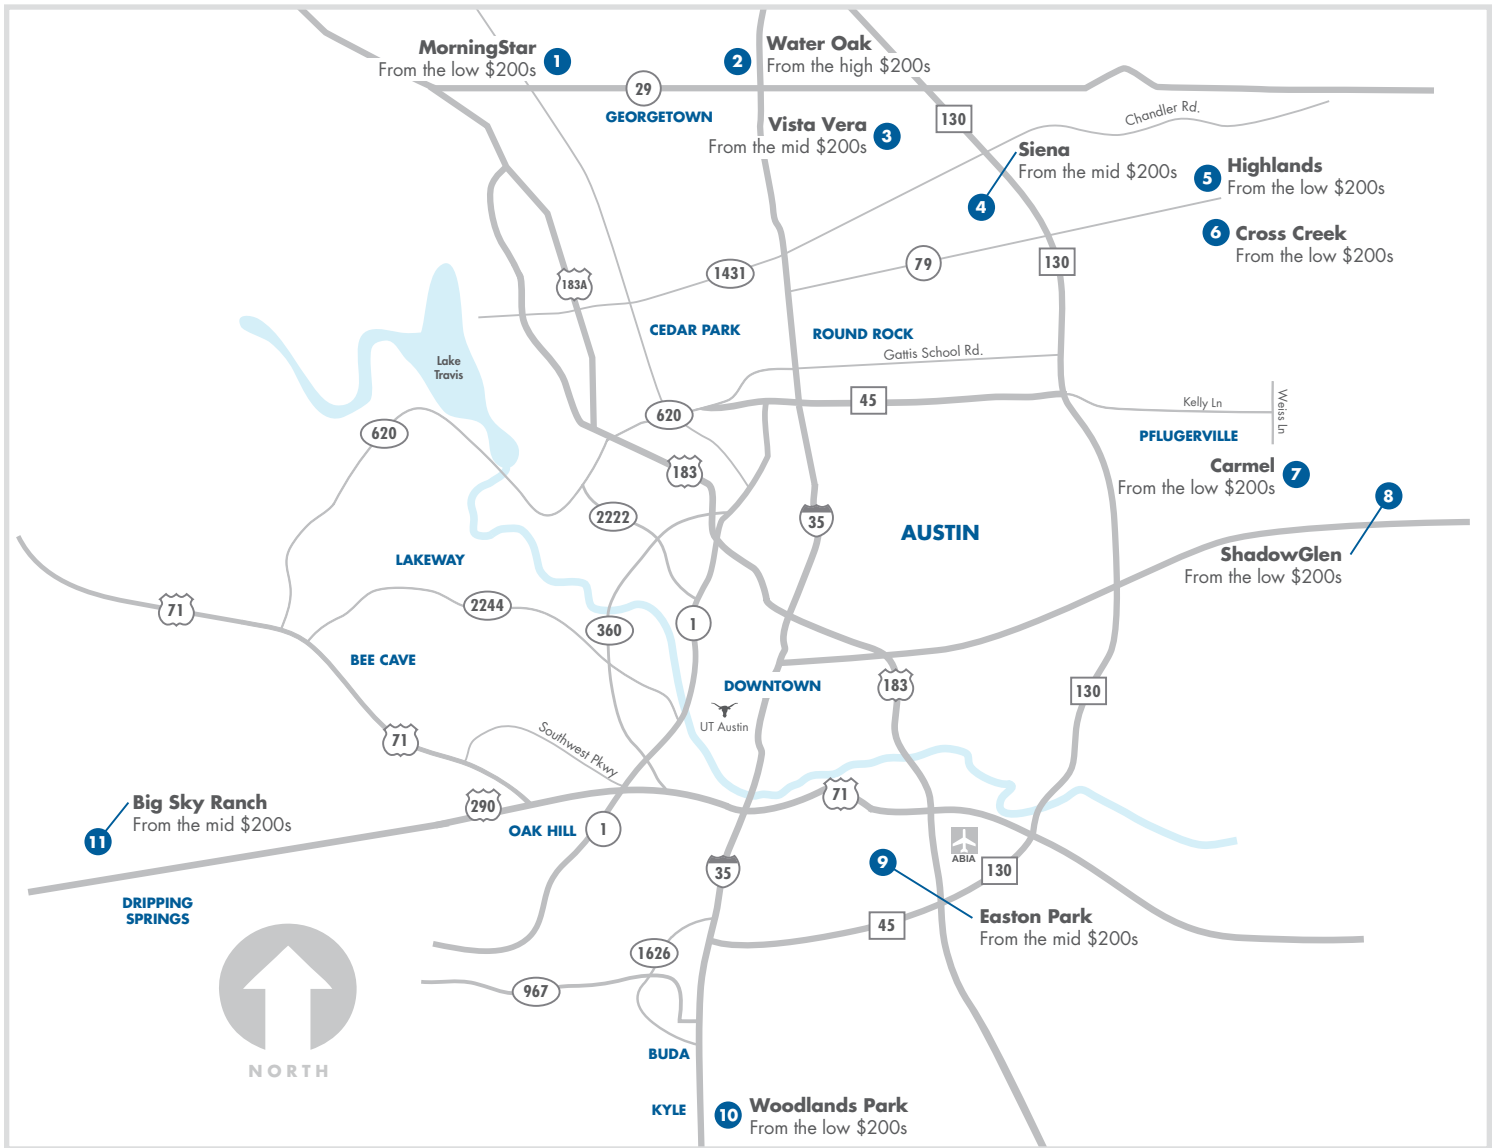 MorningStar
From the low $200s
1
2
Water Oak
From the high $200s
29
GEORGETOWN
130
Chandler Rd.
Vista Vera
From the mid $200s
3
Siena
From the mid $200s
4
5
Highlands
From the low $200s
6
Cross Creek
From the low $200s
183A
1431
79
130
CEDAR PARK
ROUND ROCK
Gattis School Rd.
Lake
Travis
620
620
45
Kelly Ln
Weiss Ln
PFLUGERVILLE
183
Carmel
From the low $200s
7
8
2222
35
AUSTIN
ShadowGlen
From the low $200s
LAKEWAY
71
2244
360
1
BEE CAVE
DOWNTOWN
183
130
UT Austin
71
Southwest Pkwy
290
71
Big Sky Ranch
From the mid $200s
11
OAK HILL
1
ABIA
130
35
9
Easton Park
From the mid $200s
45
DRIPPING
SPRINGS
1626
967
NORTH
BUDA
KYLE
10
Woodlands Park
From the low $200s